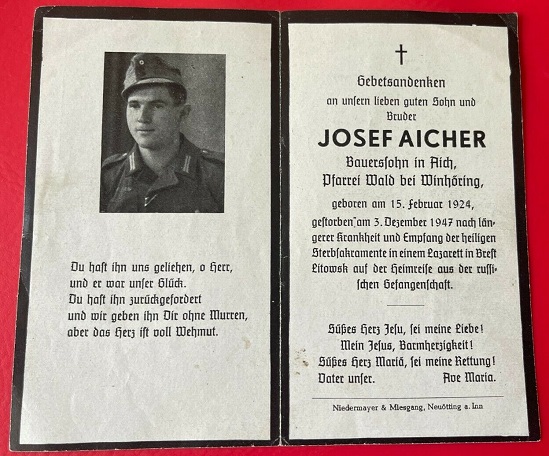 Du hast ihn uns geliehen, o Herr,
und er war unser Glück.
Du hast ihn zurückgefordert
und wir geben ihn Dir ohne Murren,
aber das Herz ist voll Wehmut.
Gebetsandenken
an unsern lieben guten Sohn und
Bruder
JOSEF AICHER
Bauerssohn in Aich,
Pfarrei Wald bei Winhöring,
geboren am 15. Februar 1924,
gestorben am 3. Dezember 1947 nach län-
gerer Krankheit und Empfang der heiligen
Sterbsakramente in einem Lazarett in Brest
Litowsk auf der Heimreise aus der russi-
schen Gefangenschaft.
Süßes Herz Jesu, sei meine Liebe!
Mein Jesus, Barmherzigkeit!
Süßes Herz Mariä, sei meine Rettung!
Vater unser. Ave Maria.
Niedermayer & Miesgang, Neuötting a. Inn